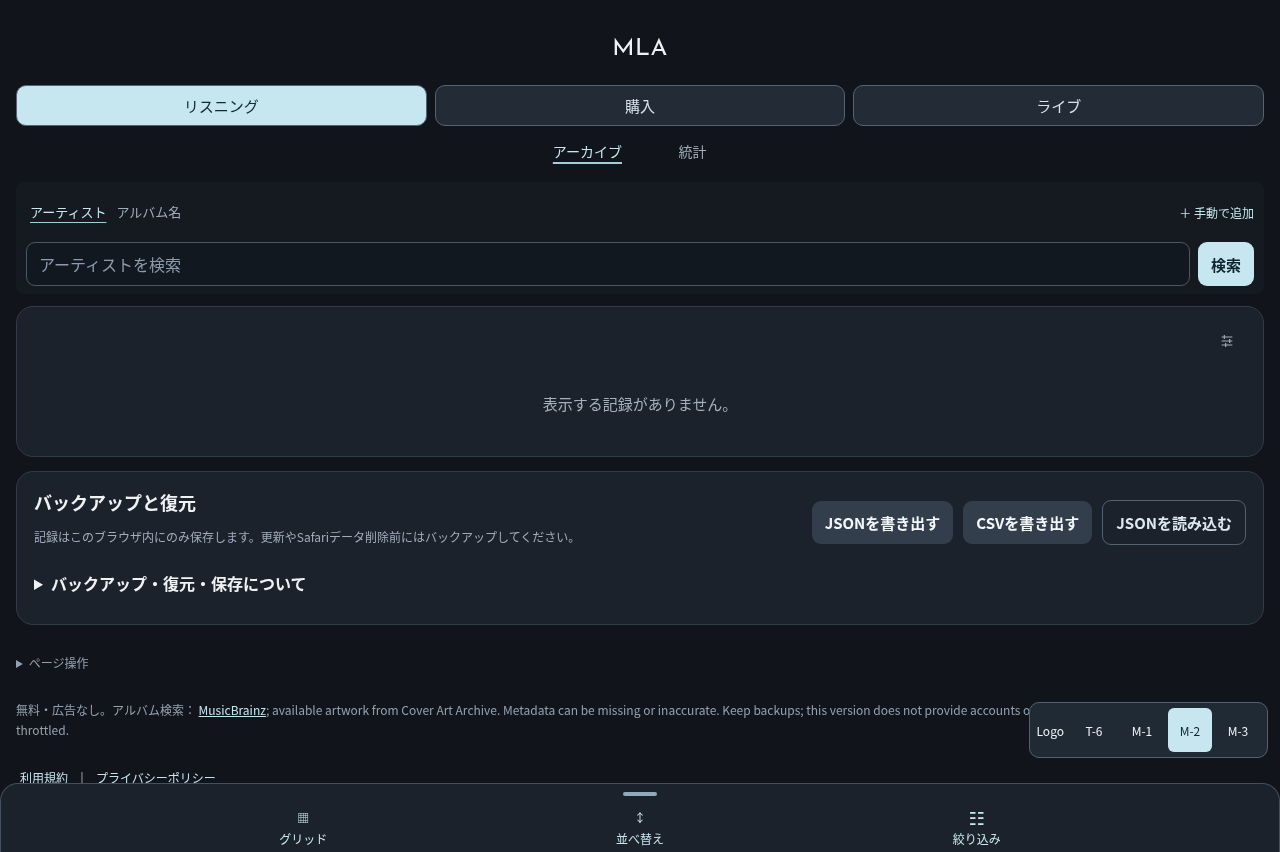 MLA
リスニング 購入 ライブ
アーカイブ 統計
アーティスト アルバム名 ＋ 手動で追加
アーティストを検索 検索
表示する記録がありません。
バックアップと復元
記録はこのブラウザ内にのみ保存します。更新やSafariデータ削除前にはバックアップしてください。
JSONを書き出す CSVを書き出す JSONを読み込む
▶ バックアップ・復元・保存について
▶ ページ操作
無料・広告なし。アルバム検索： MusicBrainz; available artwork from Cover Art Archive. Metadata can be missing or inaccurate. Keep backups; this version does not provide accounts
throttled.
Logo T-6 M-1 M-2 M-3
利用規約 | プライバシーポリシー
グリッド 並べ替え 絞り込み